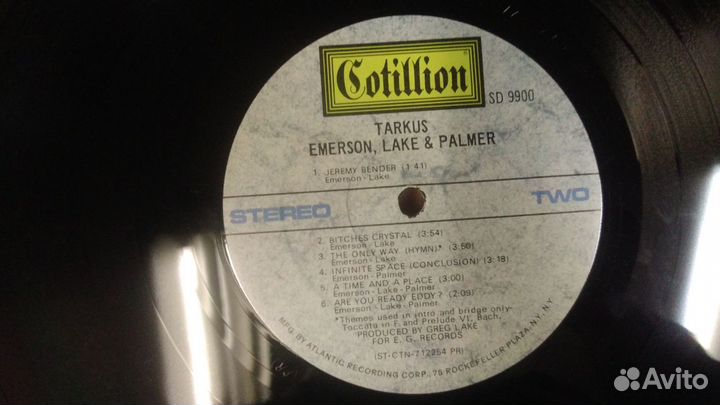 Cotillion
®
SD 9900
TARKUS
EMERSON, LAKE & PALMER
1. JEREMY BENDER (1:41)
Emerson-Lake
STEREO TWO
2. BITCHES CRYSTAL (3:54)
Emerson-Lake
3. THE ONLY WAY (HYMN)* (3:50)
Emerson-Lake
4. INFINITE SPACE (CONCLUSION) (3:18)
Emerson-Palmer
5. A TIME AND A PLACE (3:00)
Emerson-Lake-Palmer
6. ARE YOU READY EDDY? (2:09)
Emerson-Lake-Palmer
*Themes used in intro and bridge only-
Toccata in F and Prelude VI, Bach.
PRODUCED BY GREG LAKE
FOR E. G. RECORDS
(ST-CTN-712254 PR)
MFG. BY ATLANTIC RECORDING CORP., 75 ROCKEFELLER PLAZA, N.Y., N.Y.
Avito